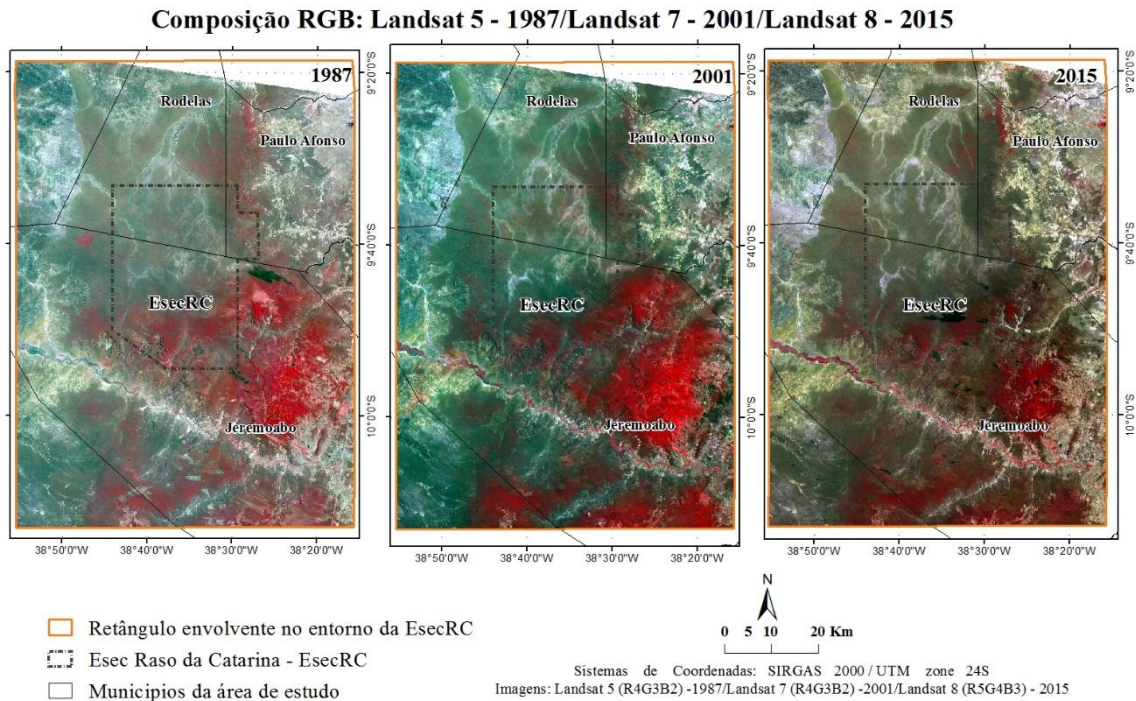 Composição RGB: Landsat 5 - 1987/Landsat 7 - 2001/Landsat 8 - 2015
1987
Rodelas
Paulo Afonso
EsecRC
Jeremoabo
9°20'0"S
9°40'0"S
10°0'0"S
38°50'0"W 38°40'0"W 38°30'0"W 38°20'0"W
2001
Rodelas
Paulo Afonso
EsecRC
Jeremoabo
9°20'0"S
9°40'0"S
10°0'0"S
38°50'0"W 38°40'0"W 38°30'0"W 38°20'0"W
2015
Rodelas
Paulo Afonso
EsecRC
Jeremoabo
9°20'0"S
9°40'0"S
10°0'0"S
38°50'0"W 38°40'0"W 38°30'0"W 38°20'0"W
Retângulo envolvente no entorno da EsecRC
Esec Raso da Catarina - EsecRC
Municipios da área de estudo
N
0 5 10 20 Km
Sistemas de Coordenadas: SIRGAS 2000 / UTM zone 24S
Imagens: Landsat 5 (R4G3B2) -1987/Landsat 7 (R4G3B2) -2001/Landsat 8 (R5G4B3) - 2015